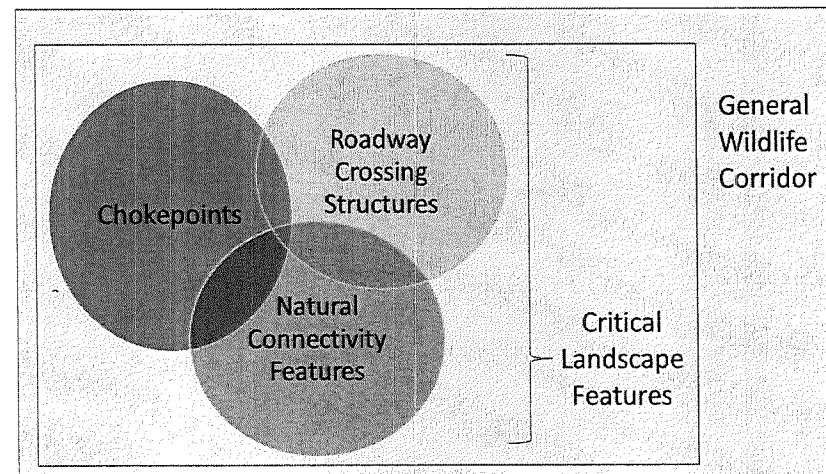 Chokepoints
Roadway
Crossing
Structures
Natural
Connectivity
Features
General
Wildlife
Corridor
Critical
Landscape
Features